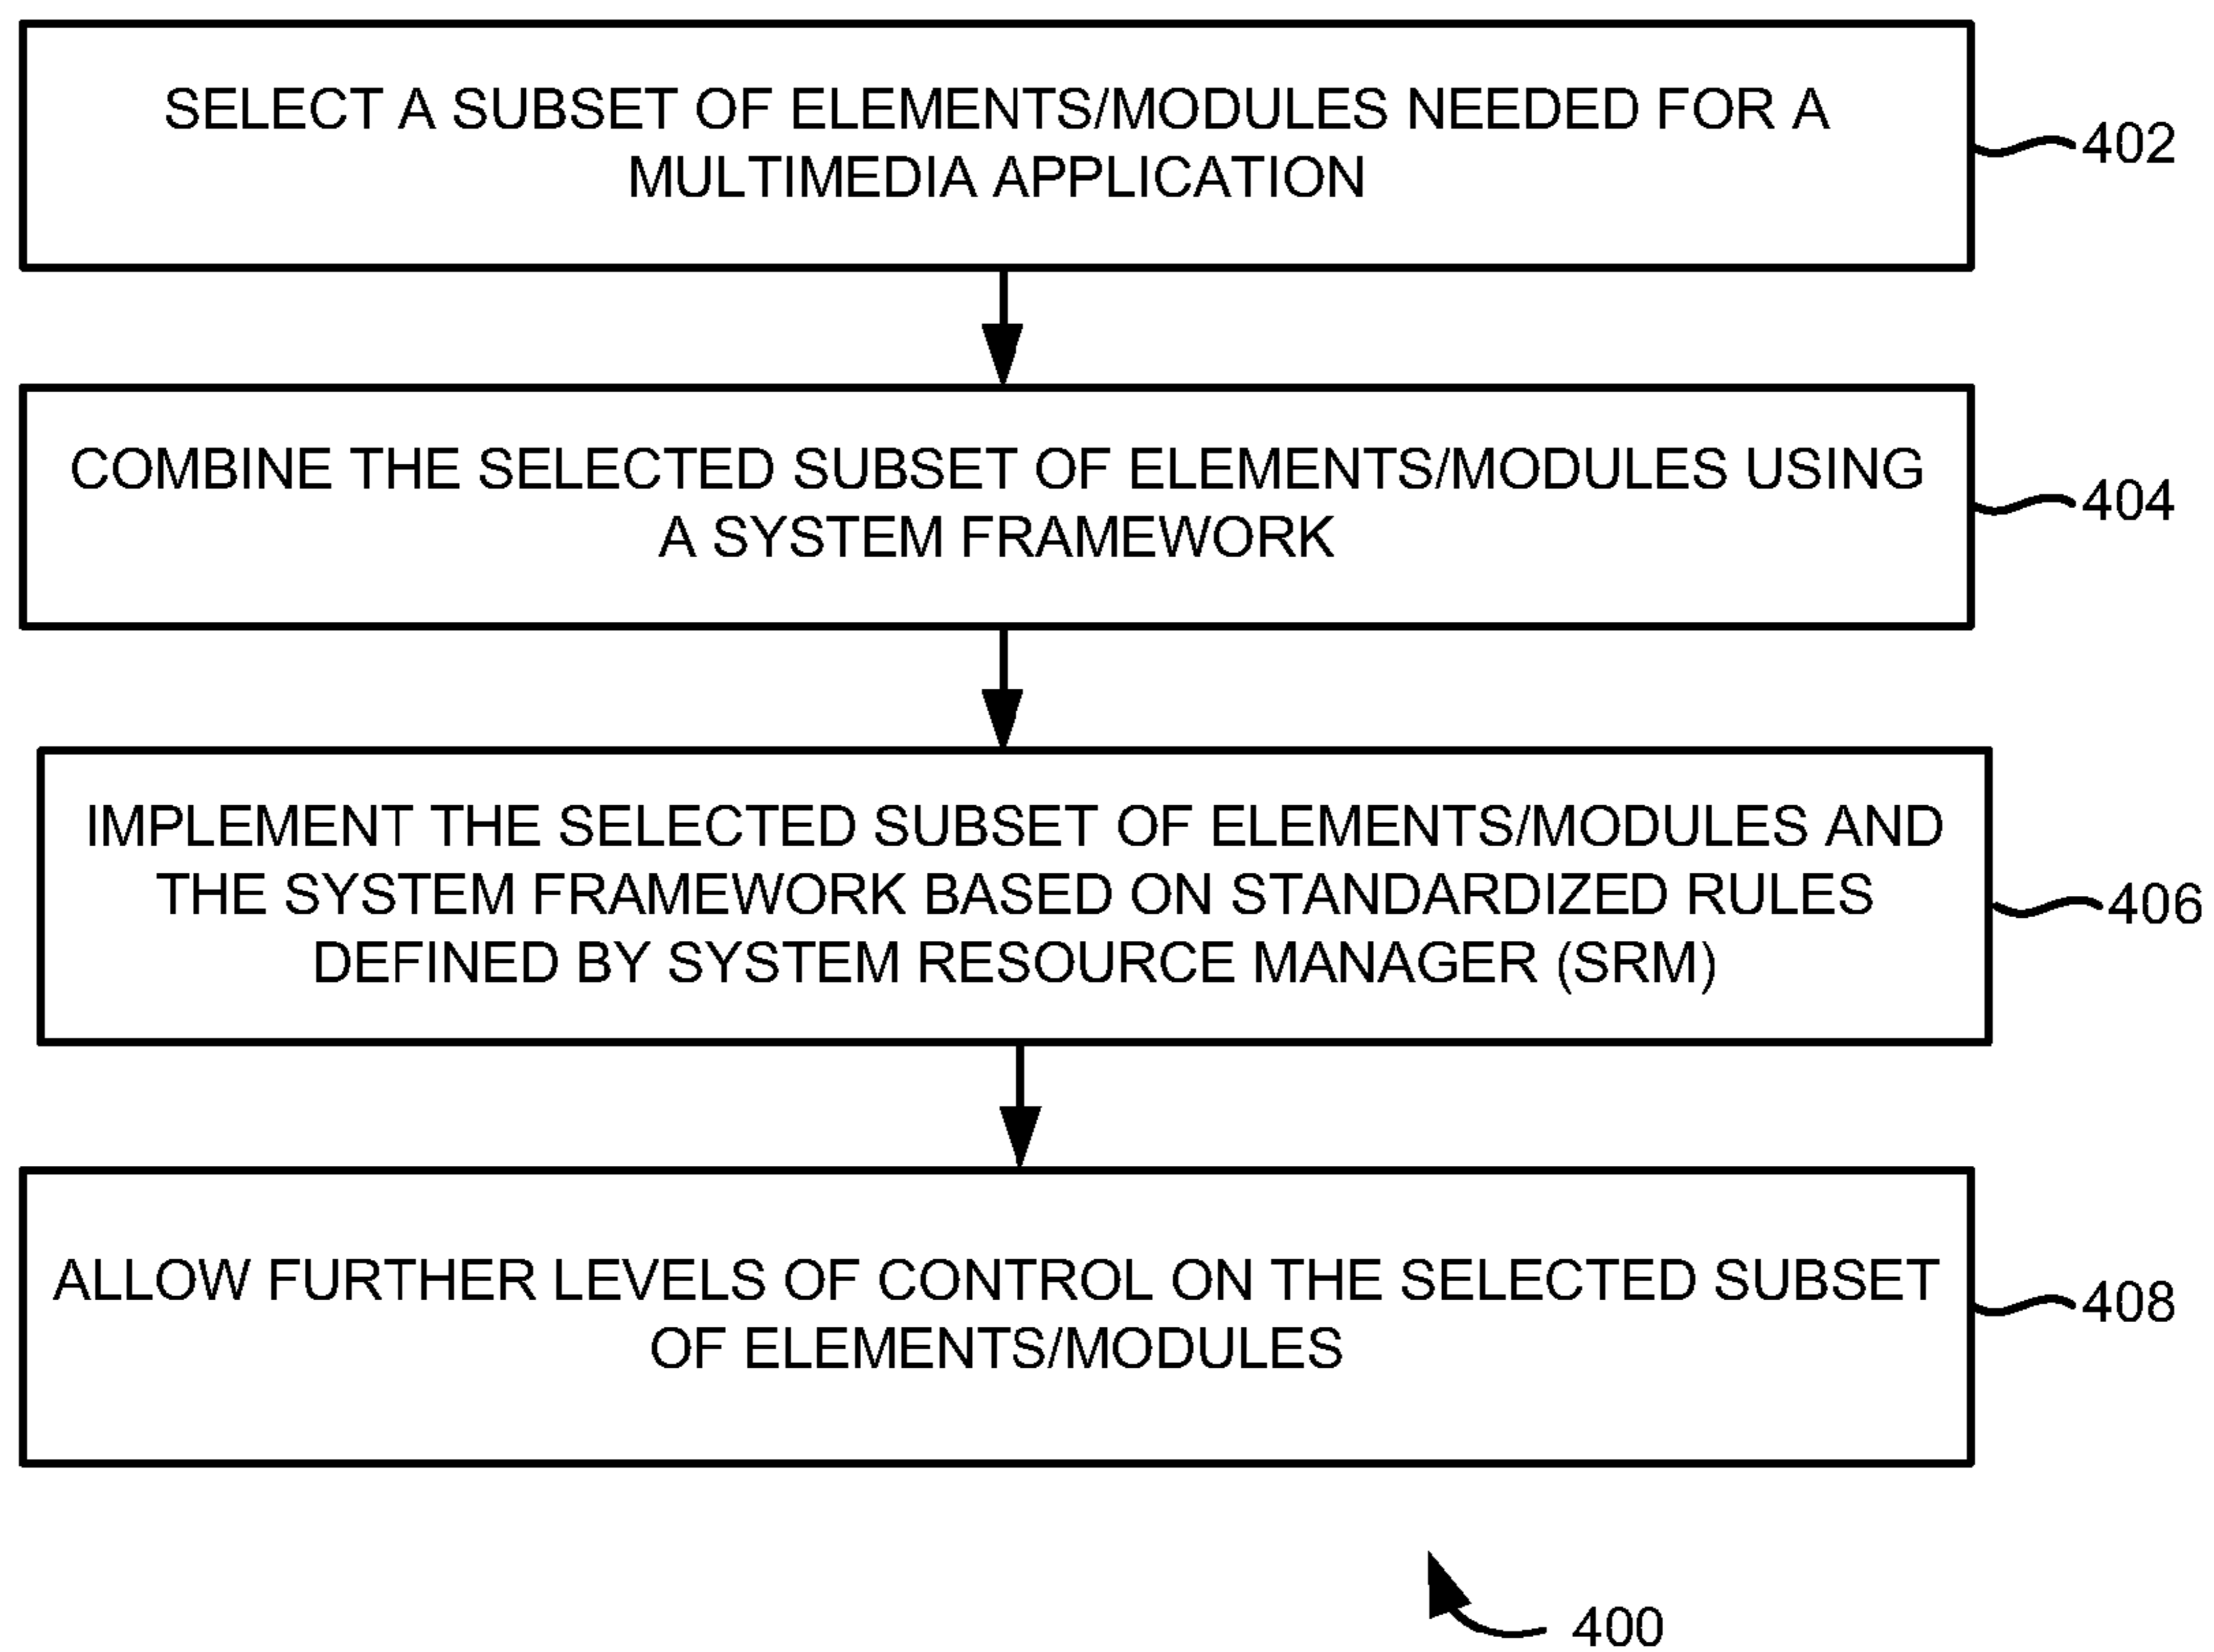 SELECT A SUBSET OF ELEMENTS/MODULES NEEDED FOR A
MULTIMEDIA APPLICATION
402
COMBINE THE SELECTED SUBSET OF ELEMENTS/MODULES USING
A SYSTEM FRAMEWORK
404
IMPLEMENT THE SELECTED SUBSET OF ELEMENTS/MODULES AND
THE SYSTEM FRAMEWORK BASED ON STANDARDIZED RULES
DEFINED BY SYSTEM RESOURCE MANAGER (SRM)
406
ALLOW FURTHER LEVELS OF CONTROL ON THE SELECTED SUBSET
OF ELEMENTS/MODULES
408
400